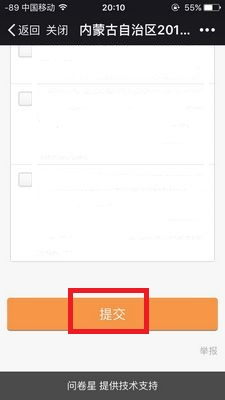 -89 中国移动 20:10 55%
返回 关闭 内蒙古自治区201...
提交
举报
问卷星 提供技术支持